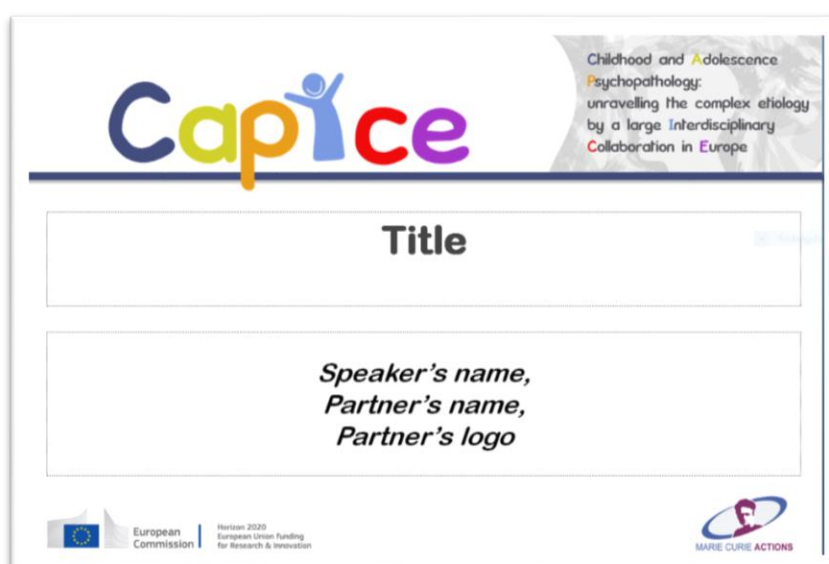 Capice
Childhood and Adolescence
Psychopathology:
unravelling the complex etiology
by a large Interdisciplinary
Collaboration in Europe
Title
Speaker's name,
Partner's name,
Partner's logo
European
Commission
Horizon 2020
European Union funding
for Research & Innovation
MARIE CURIE ACTIONS